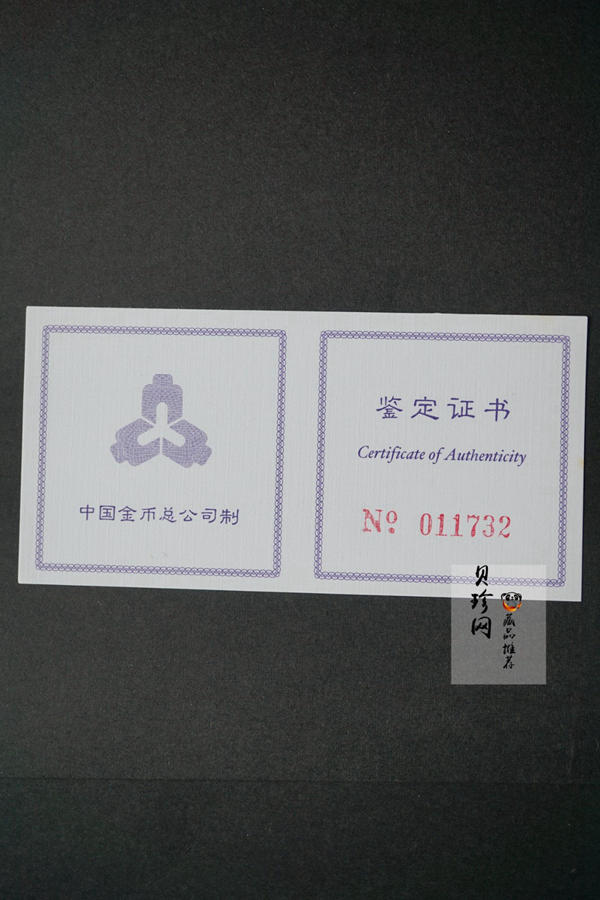 中国金币总公司制
鉴定证书
Certificate of Authenticity
Nº 011732
贝珍网
藏品推荐